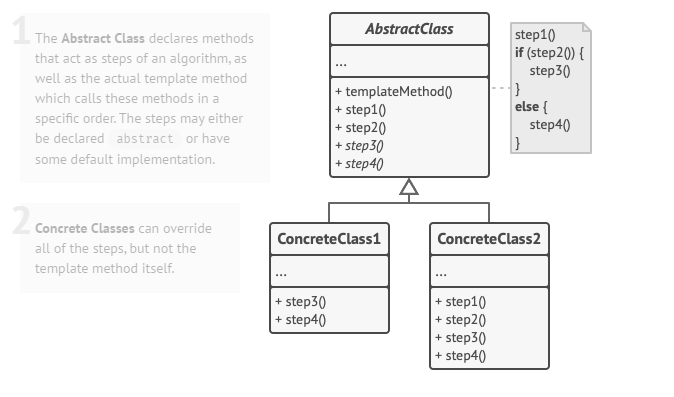 1
The Abstract Class declares methods
that act as steps of an algorithm, as
well as the actual template method
which calls these methods in a
specific order. The steps may either
be declared abstract or have
some default implementation.
2
Concrete Classes can override
all of the steps, but not the
template method itself.
AbstractClass
...
+ templateMethod()
+ step1()
+ step2()
+ step3()
+ step4()
step1()
if (step2()) {
step3()
}
else {
step4()
}
ConcreteClass1
...
+ step3()
+ step4()
ConcreteClass2
...
+ step1()
+ step2()
+ step3()
+ step4()